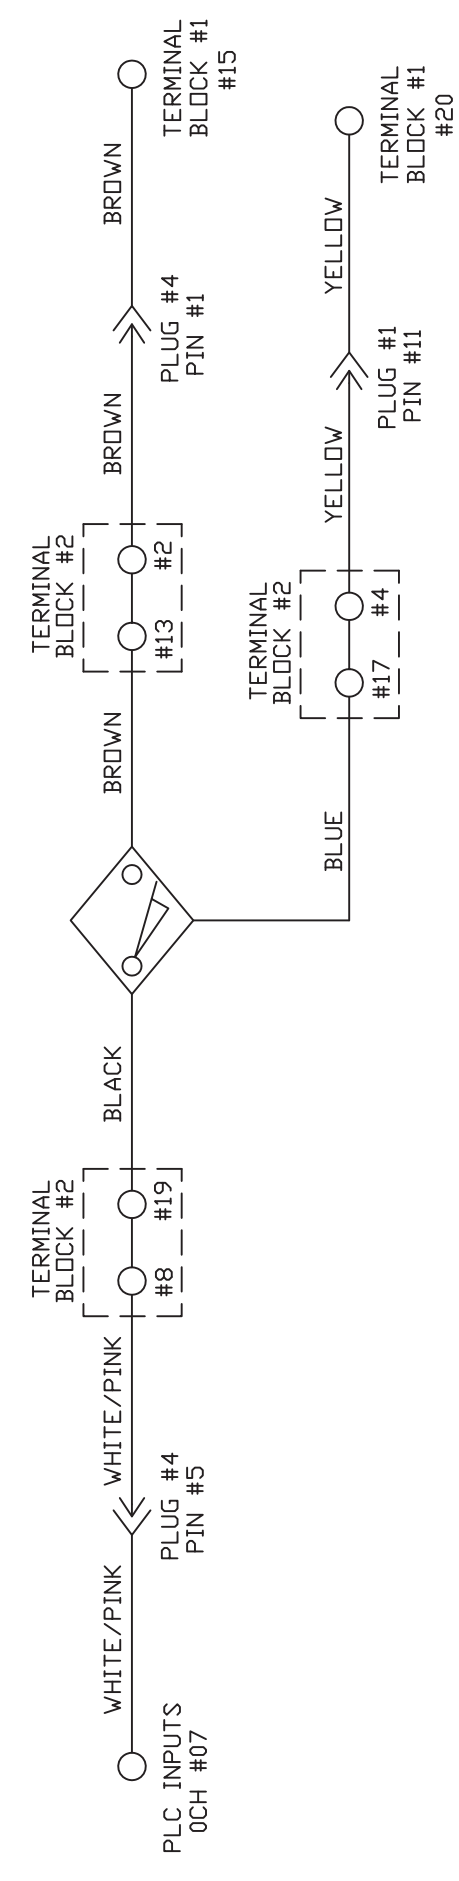 PLC INPUTS
0CH #07
WHITE/PINK
PLUG #4
PIN #5
WHITE/PINK
TERMINAL
BLOCK #2
#8
#19
BLACK
BROWN
TERMINAL
BLOCK #2
#13
#2
BROWN
PLUG #4
PIN #1
BROWN
TERMINAL
BLOCK #1
#15
BLUE
TERMINAL
BLOCK #2
#17
#4
YELLOW
PLUG #1
PIN #11
YELLOW
TERMINAL
BLOCK #1
#20